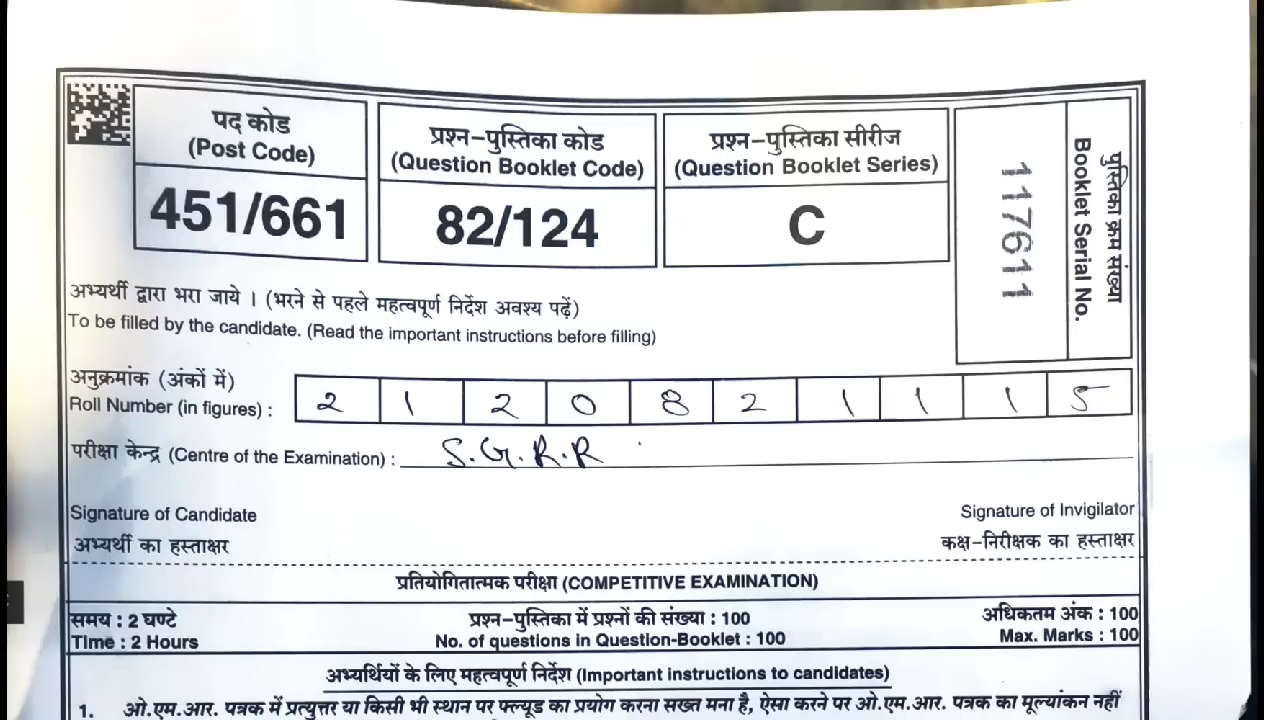 पद कोड
(Post Code)
451/661
प्रश्न–पुस्तिका कोड
(Question Booklet Code)
82/124
प्रश्न–पुस्तिका सीरीज
(Question Booklet Series)
C
117611
पुस्तिका क्रम संख्या
Booklet Serial No.
अभ्यर्थी द्वारा भरा जाये । (भरने से पहले महत्वपूर्ण निर्देश अवश्य पढ़ें)
To be filled by the candidate. (Read the important instructions before filling)
अनुक्रमांक (अंकों में)
Roll Number (in figures) : 2 1 2 0 8 2 1 1 1 5
परीक्षा केन्द्र (Centre of the Examination) : S.G.R.R
Signature of Candidate
अभ्यर्थी का हस्ताक्षर
Signature of Invigilator
कक्ष–निरीक्षक का हस्ताक्षर
प्रतियोगितात्मक परीक्षा (COMPETITIVE EXAMINATION)
समय : 2 घण्टे
Time : 2 Hours
प्रश्न–पुस्तिका में प्रश्नों की संख्या : 100
No. of questions in Question-Booklet : 100
अधिकतम अंक : 100
Max. Marks : 100
अभ्यर्थियों के लिए महत्वपूर्ण निर्देश (Important instructions to candidates)
1. ओ.एम.आर. पत्रक में प्रत्युत्तर या किसी भी स्थान पर फ्ल्यूड का प्रयोग करना सख्त मना है, ऐसा करने पर ओ.एम.आर. पत्रक का मूल्यांकन नहीं